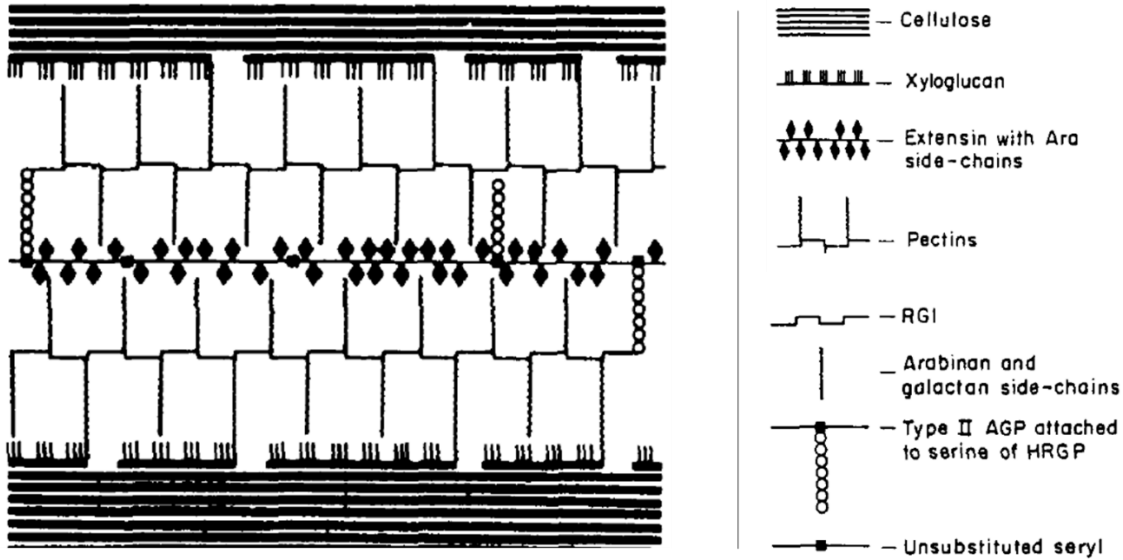 Cellulose
Xyloglucan
Extensin with Ara
side-chains
Pectins
RGI
Arabinan and
galactan side-chains
Type II AGP attached
to serine of HRGP
Unsubstituted seryl